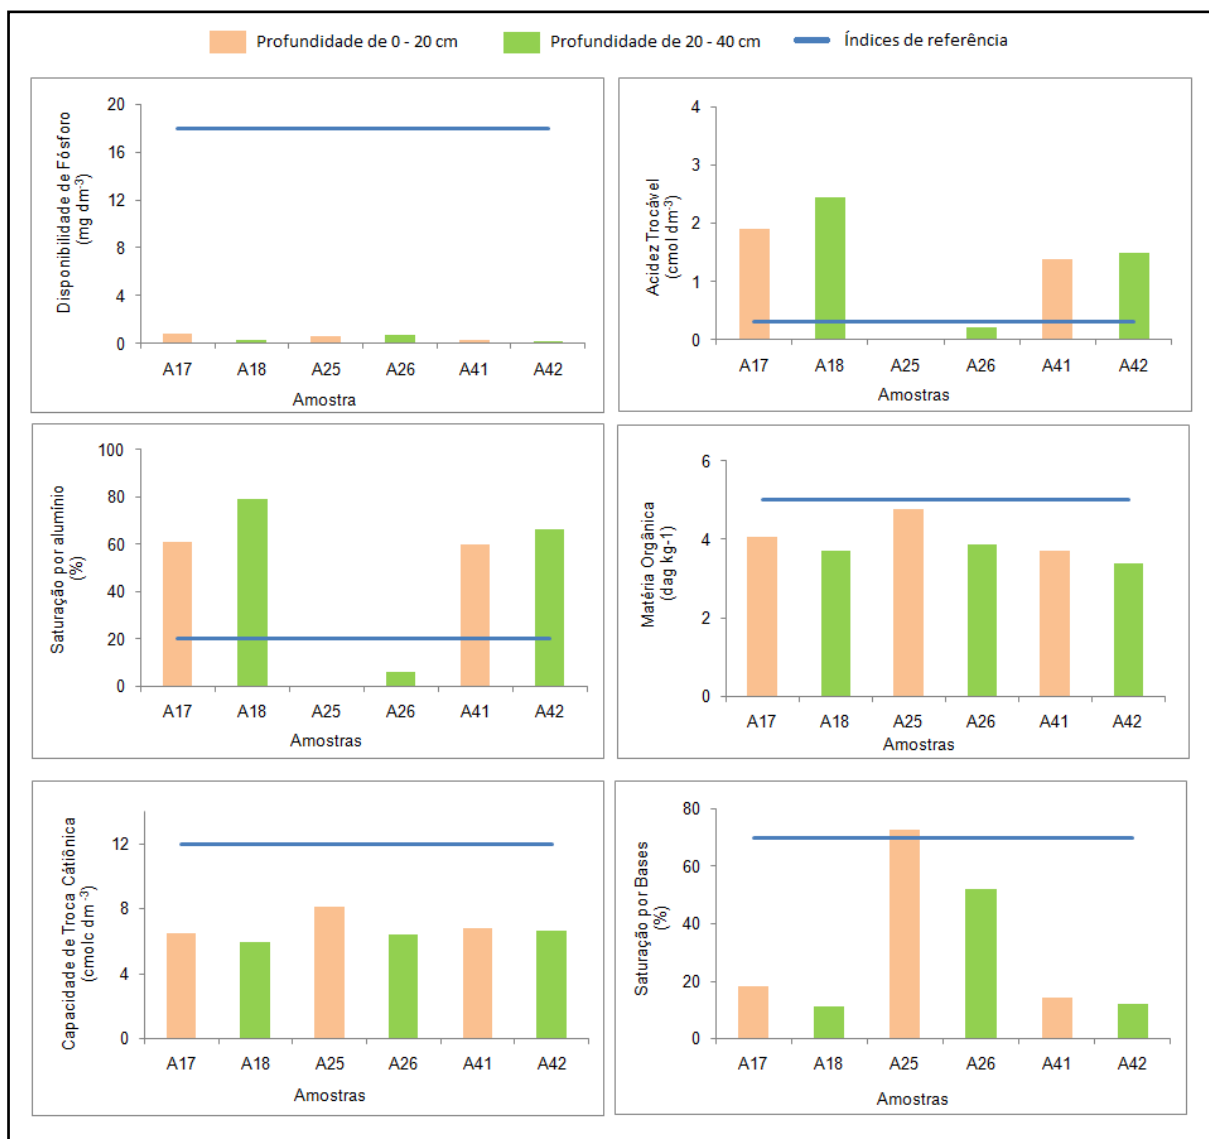 Profundidade de 0 - 20 cm Profundidade de 20 - 40 cm Índices de referência
Disponibilidade de Fósforo
(mg dm-3)
20
16
12
8
4
0
A17 A18 A25 A26 A41 A42
Amostra
Acidez Trocável
(cmol dm-3)
4
3
2
1
0
A17 A18 A25 A26 A41 A42
Amostras
Saturação por alumínio
(%)
100
80
60
40
20
0
A17 A18 A25 A26 A41 A42
Amostras
Matéria Orgânica
(dag kg-1)
6
4
2
0
A17 A18 A25 A26 A41 A42
Amostras
Capacidade de Troca Cátiônica
(cmolc dm-3)
12
8
4
0
A17 A18 A25 A26 A41 A42
Amostras
Saturação por Bases
(%)
80
60
40
20
0
A17 A18 A25 A26 A41 A42
Amostras